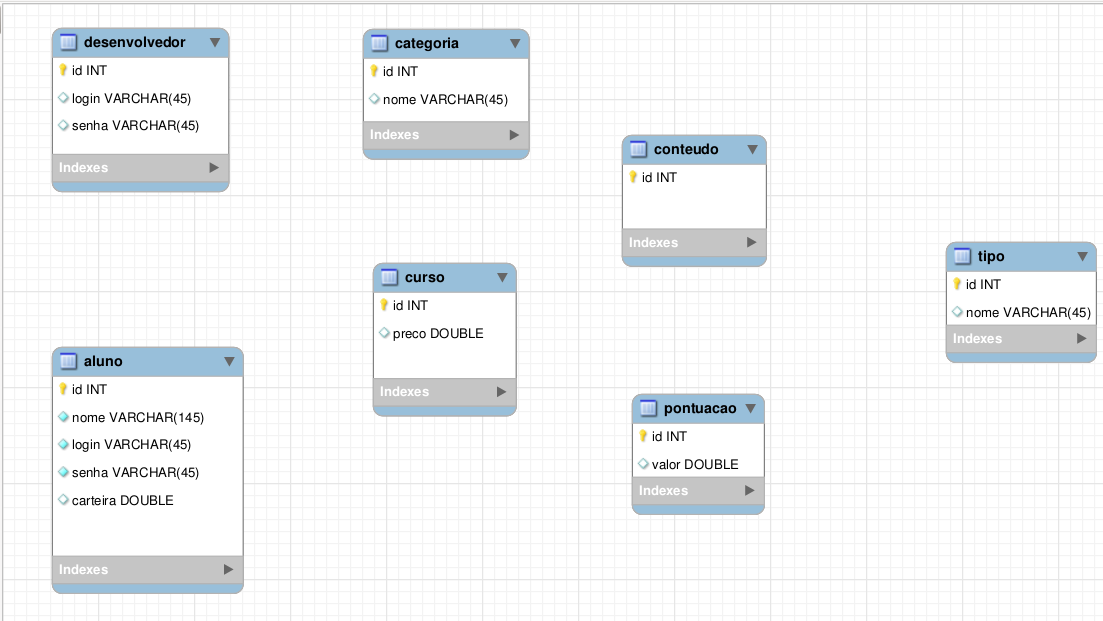 desenvolvedor
id INT
login VARCHAR(45)
senha VARCHAR(45)
Indexes
categoria
id INT
nome VARCHAR(45)
Indexes
conteudo
id INT
Indexes
tipo
id INT
nome VARCHAR(45)
Indexes
curso
id INT
preco DOUBLE
Indexes
aluno
id INT
nome VARCHAR(145)
login VARCHAR(45)
senha VARCHAR(45)
carteira DOUBLE
Indexes
pontuacao
id INT
valor DOUBLE
Indexes